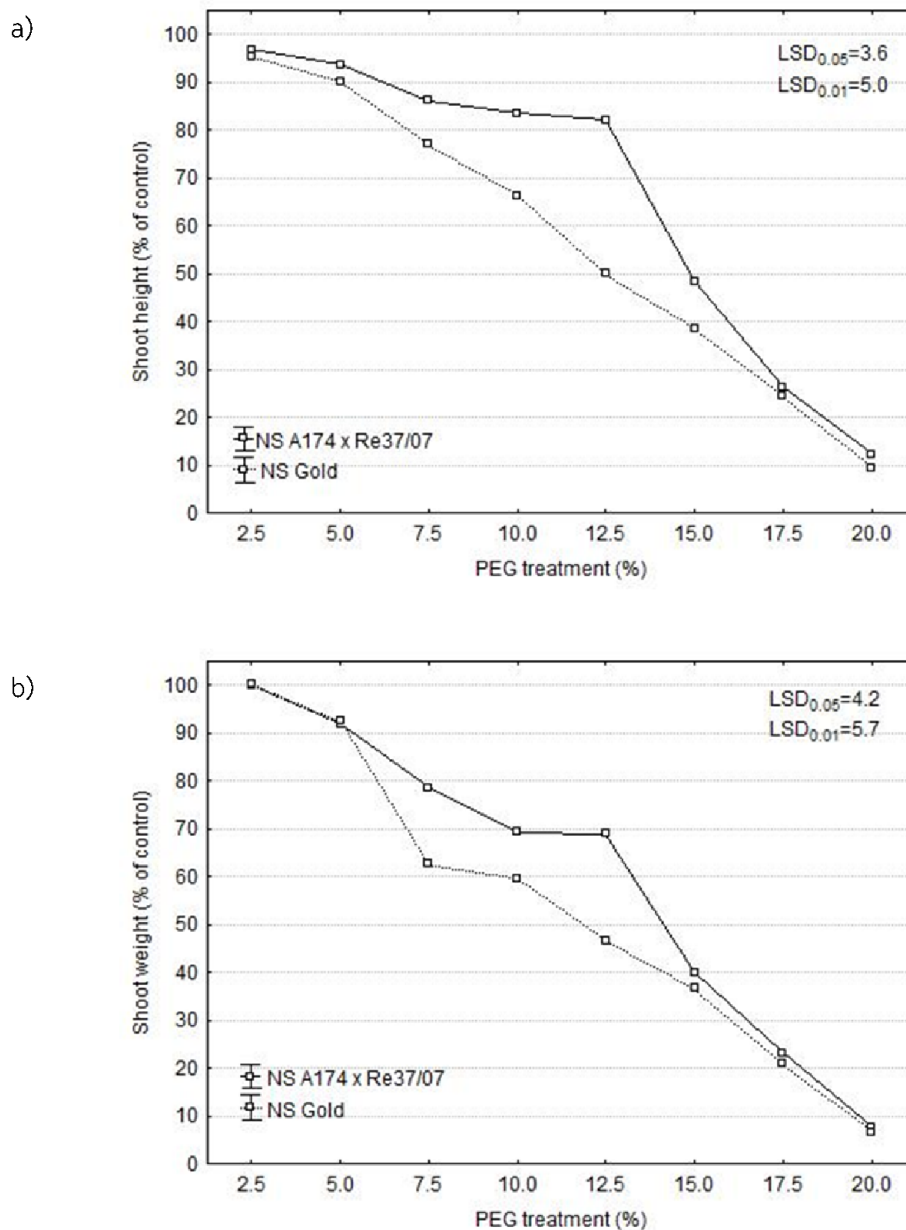 a)
LSD0.05=3.6
LSD0.01=5.0
Shoot height (% of control)
100
90
80
70
60
50
40
30
20
10
0
NS A174 x Re37/07
NS Gold
2.5 5.0 7.5 10.0 12.5 15.0 17.5 20.0
PEG treatment (%)
b)
LSD0.05=4.2
LSD0.01=5.7
Shoot weight (% of control)
100
90
80
70
60
50
40
30
20
10
0
NS A174 x Re37/07
NS Gold
2.5 5.0 7.5 10.0 12.5 15.0 17.5 20.0
PEG treatment (%)